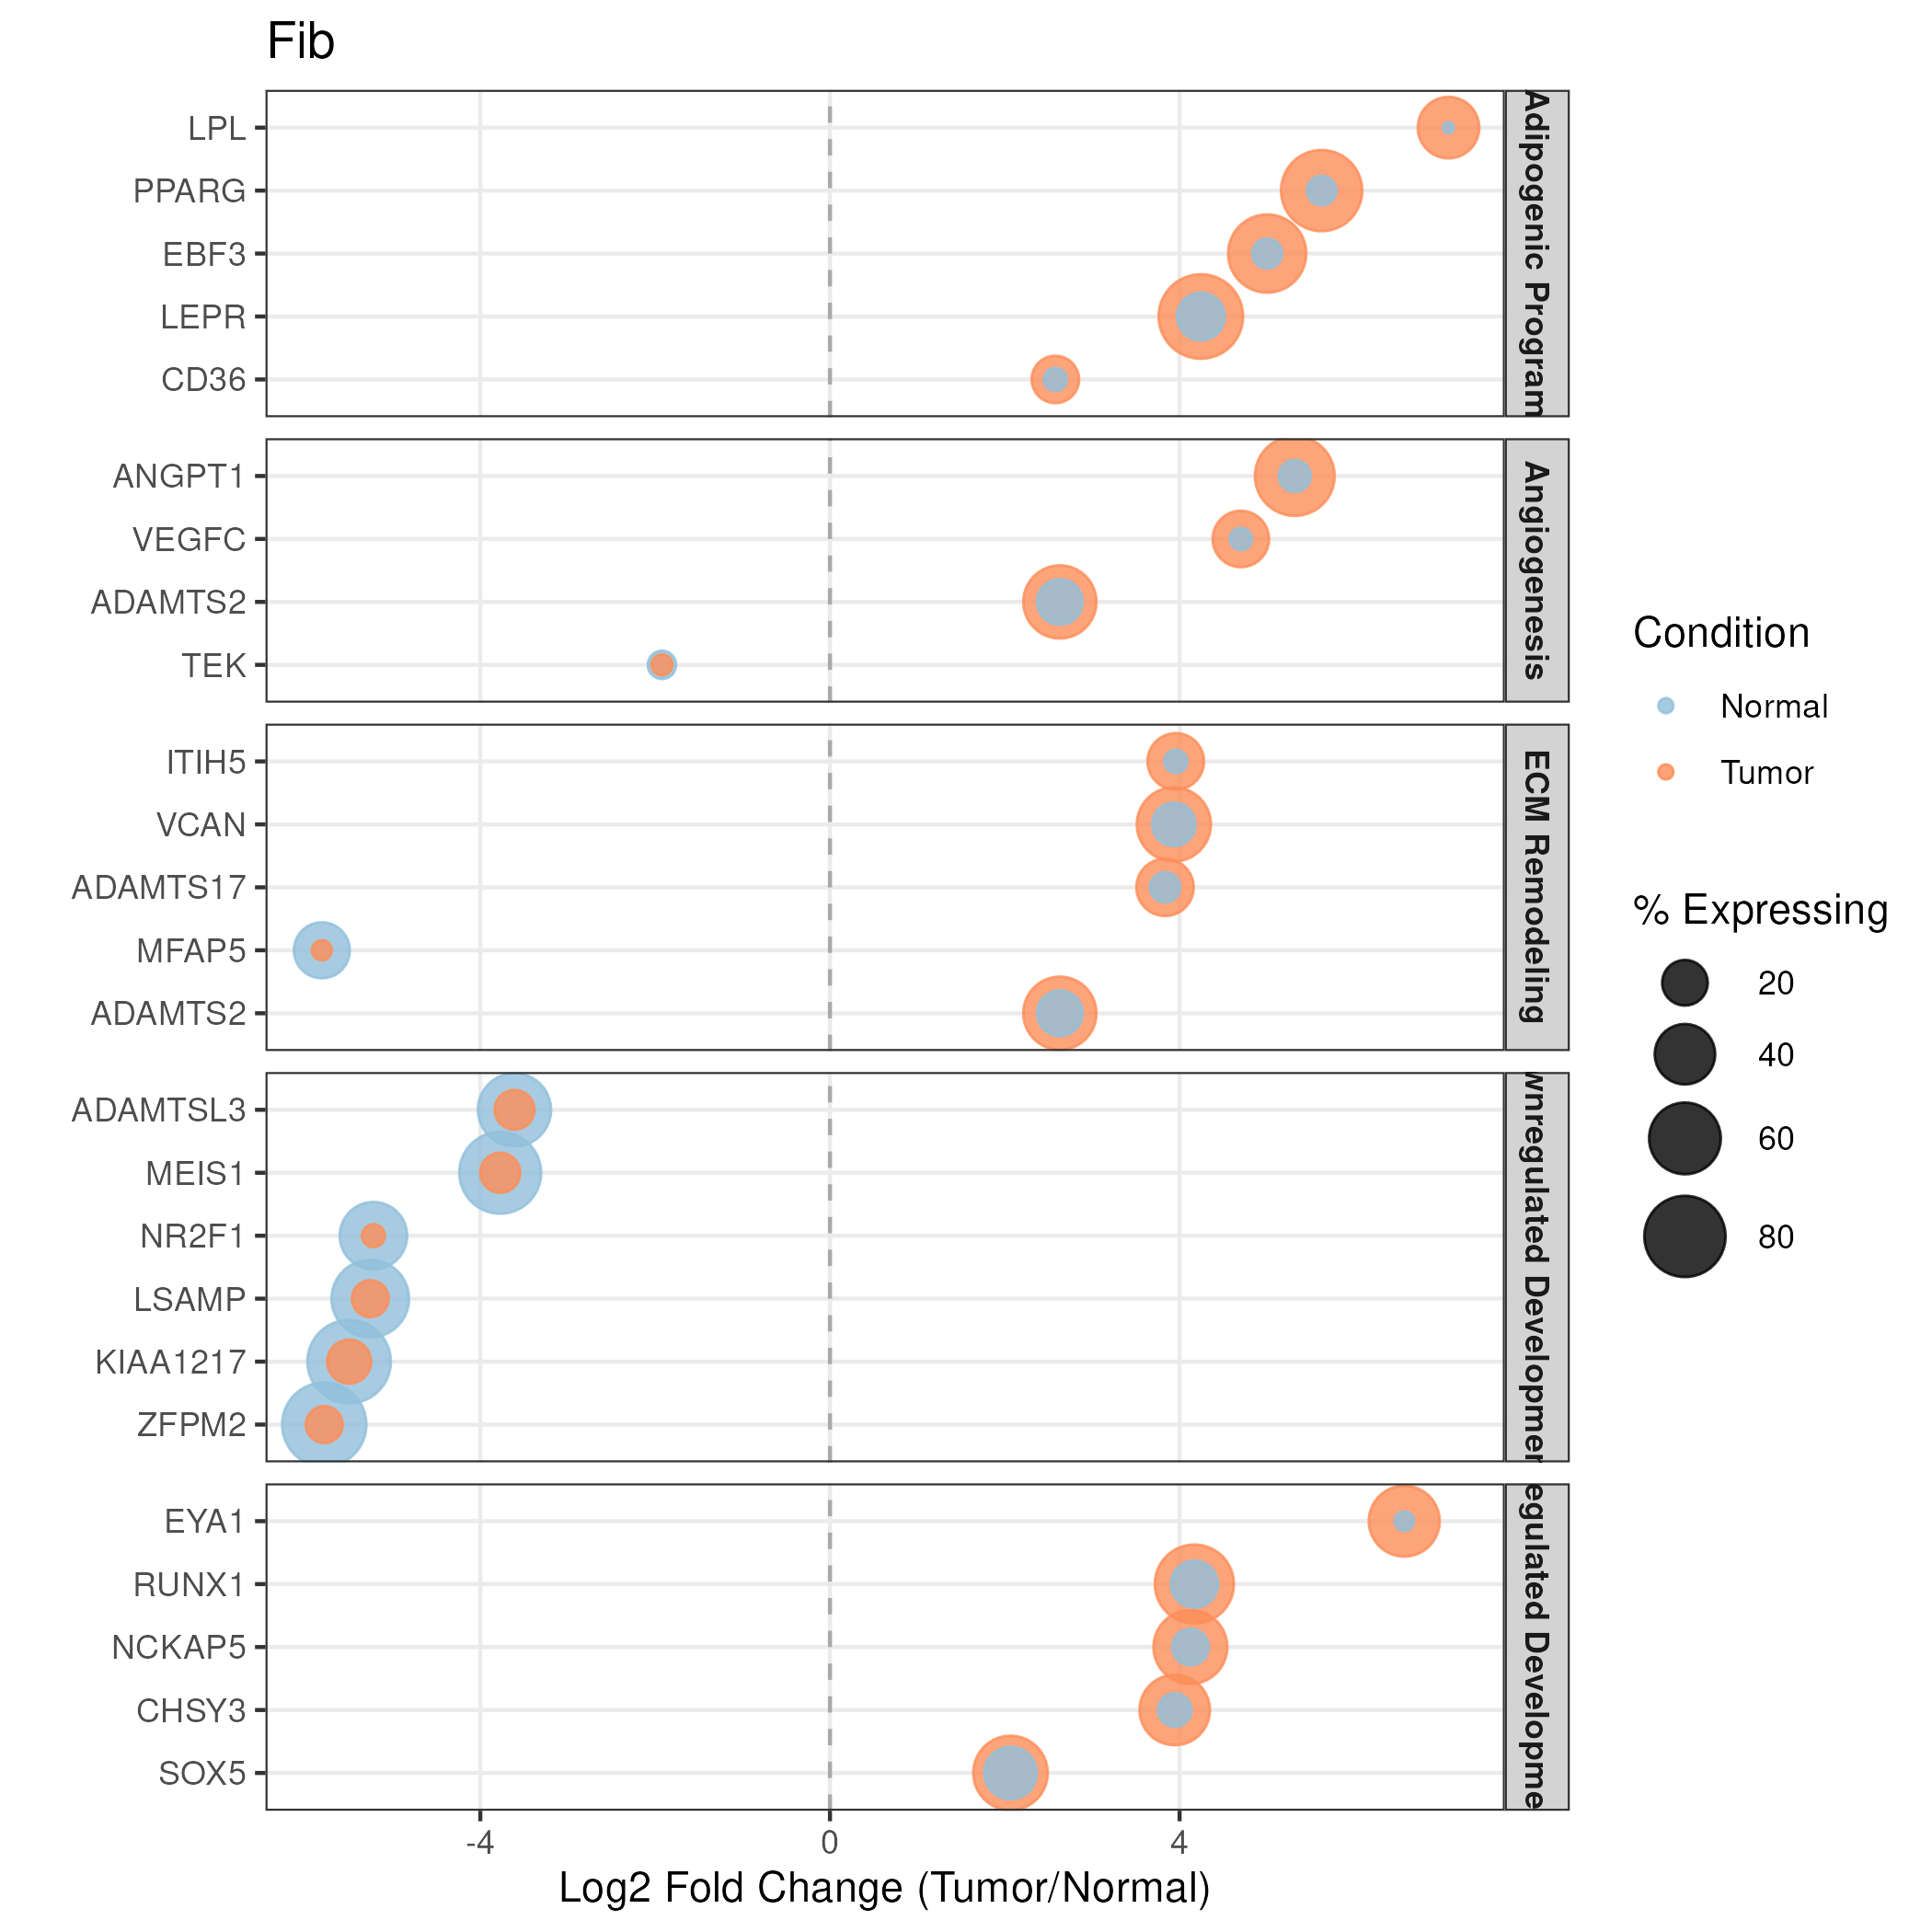 Fib
LPL
PPARG
EBF3
LEPR
CD36
Adipogenic Program
ANGPT1
VEGFC
ADAMTS2
TEK
Angiogenesis
ITIH5
VCAN
ADAMTS17
MFAP5
ADAMTS2
ECM Remodeling
ADAMTSL3
MEIS1
NR2F1
LSAMP
KIAA1217
ZFPM2
wnregulated Developmen
EYA1
RUNX1
NCKAP5
CHSY3
SOX5
egulated Developme
-4
0
4
Log2 Fold Change (Tumor/Normal)
Condition
Normal
Tumor
% Expressing
20
40
60
80